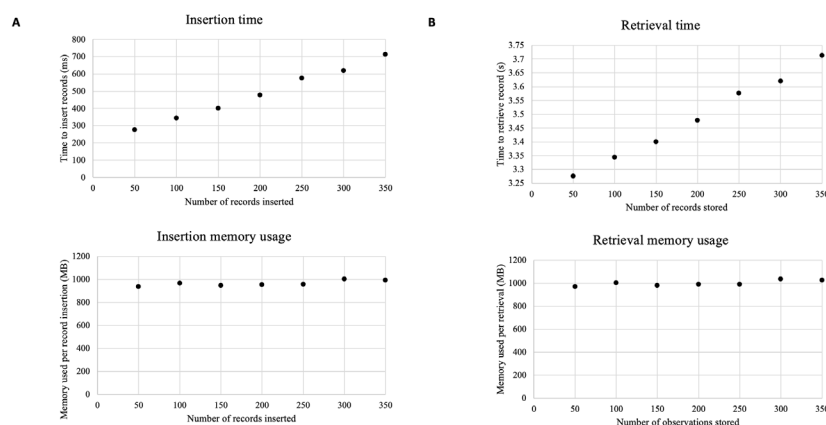 A
Insertion time
Time to insert records (ms)
800
700
600
500
400
300
200
100
0
0 50 100 150 200 250 300 350
Number of records inserted
B
Retrieval time
Time to retrieve record (s)
3.75
3.7
3.65
3.6
3.55
3.5
3.45
3.4
3.35
3.3
3.25
0 50 100 150 200 250 300 350
Number of records stored
Insertion memory usage
Memory used per record insertion (MB)
1200
1000
800
600
400
200
0
0 50 100 150 200 250 300 350
Number of records inserted
Retrieval memory usage
Memory used per retrieval (MB)
1200
1000
800
600
400
200
0
0 50 100 150 200 250 300 350
Number of observations stored